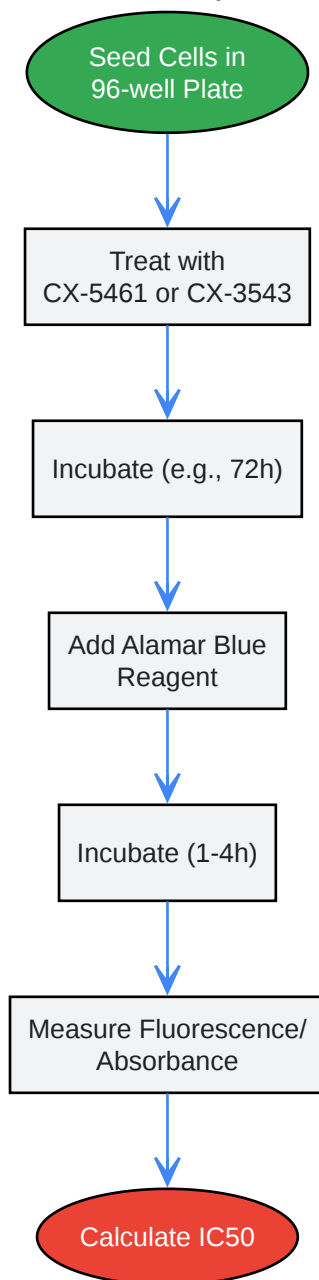 Seed Cells in
96-well Plate
Treat with
CX-5461 or CX-3543
Incubate (e.g., 72h)
Add Alamar Blue
Reagent
Incubate (1-4h)
Measure Fluorescence/
Absorbance
Calculate IC50